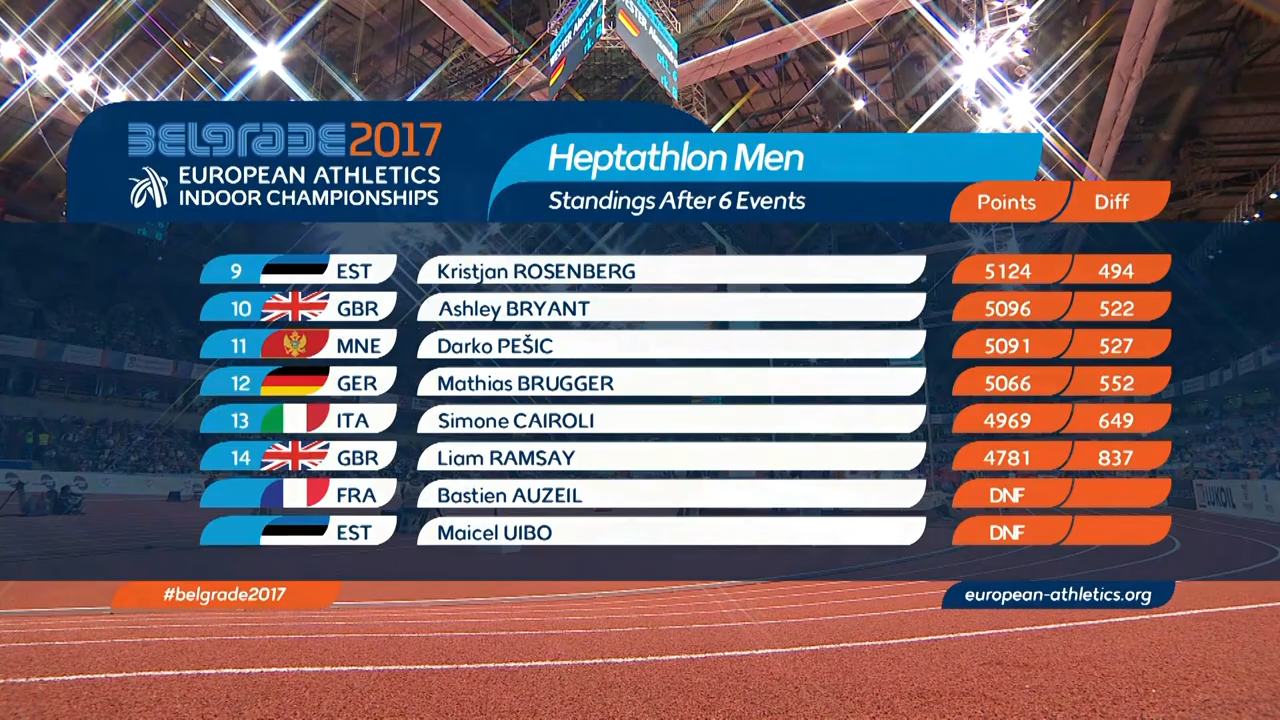 BELGRADE 2017
EUROPEAN ATHLETICS
INDOOR CHAMPIONSHIPS
Heptathlon Men
Standings After 6 Events
Points Diff
9 EST Kristjan ROSENBERG 5124 494
10 GBR Ashley BRYANT 5096 522
11 MNE Darko PEŠIC 5091 527
12 GER Mathias BRUGGER 5066 552
13 ITA Simone CAIROLI 4969 649
14 GBR Liam RAMSAY 4781 837
FRA Bastien AUZEIL DNF
EST Maicel UIBO DNF
LUKOIL
#belgrade2017
european-athletics.org